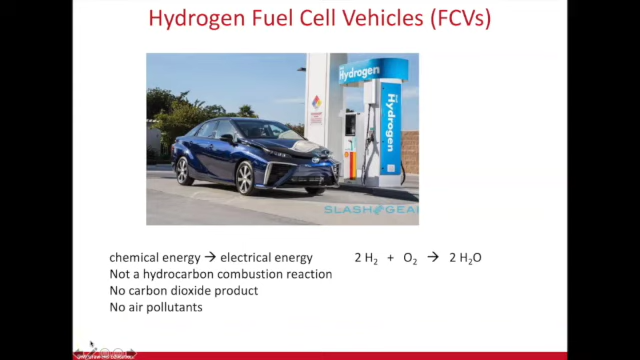 Hydrogen Fuel Cell Vehicles (FCVs)
Hydrogen
Hydrogen
SLASHGEAR
chemical energy → electrical energy
2 H₂ + O₂ → 2 H₂O
Not a hydrocarbon combustion reaction
No carbon dioxide product
No air pollutants